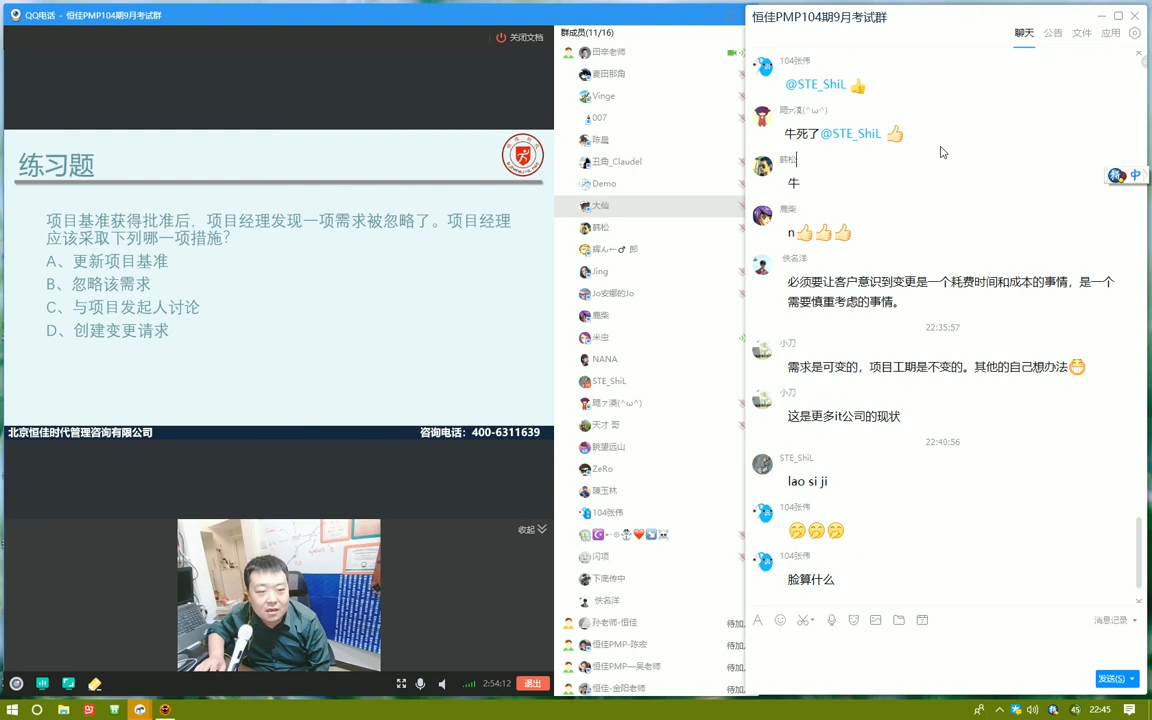 QQ电话 - 恒佳PMP104期9月考试群
关闭文档
练习题
项目基准获得批准后，项目经理发现一项需求被忽略了。项目经理
应该采取下列哪一项措施？
A、更新项目基准
B、忽略该需求
C、与项目发起人讨论
D、创建变更请求
北京恒佳时代管理咨询有限公司
咨询电话：400-6311639
收起
2:54:12
退出
群成员(11/16)
田辛老师
麦田那角
Vinge
007
陈晨
丑角_Claudel
Demo
大仙
韩松
Jing
Jo安娜的Jo
鹿柴
米虫
NANA
STE_ShiL
天才 哥
眺望远山
ZeRo
104张伟
闪项
下底传中
佚名洋
孙老师-恒佳
待加
恒佳PMP-陈宏
待加
恒佳PMP—吴老师
待加
恒佳-金阳老师
待加
恒佳PMP104期9月考试群
聊天
公告
文件
应用
104张伟
@STE_ShiL
牛死了@STE_ShiL
韩松
牛
鹿柴
n
佚名洋
必须要让客户意识到变更是一个耗费时间和成本的事情，是一个
需要慎重考虑的事情。
22:35:57
小刀
需求是可变的，项目工期是不变的。其他的自己想办法
小刀
这是更多it公司的现状
22:40:56
STE_ShiL
lao si ji
104张伟
104张伟
脸算什么
消息记录
发送(S)
中
45
22:45